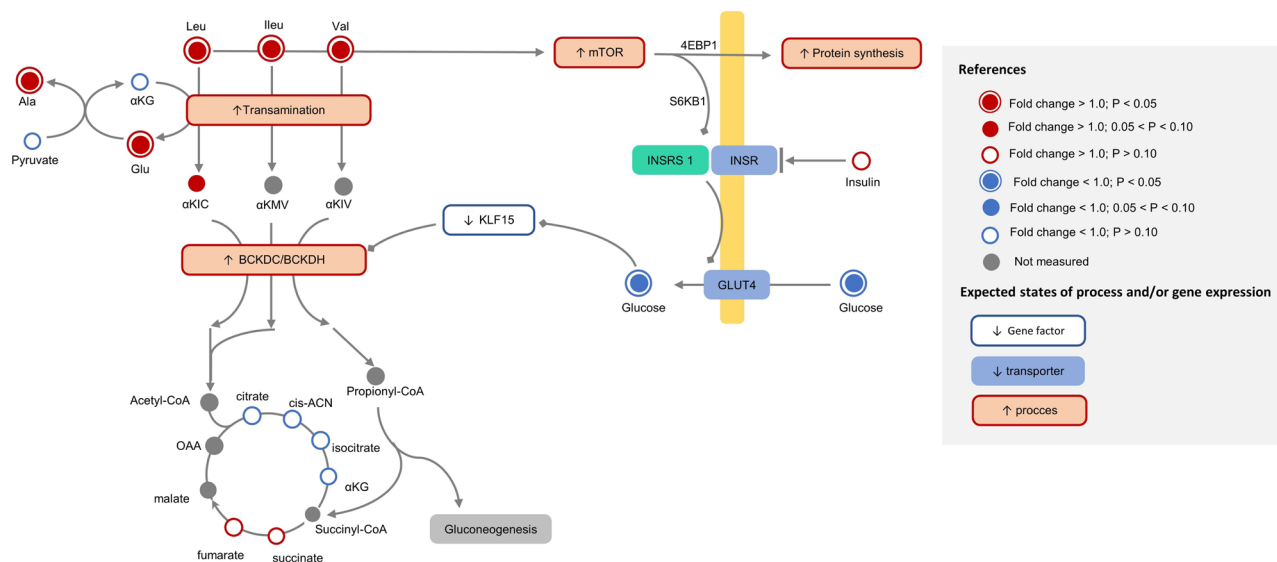 Leu
Ileu
Val
↑ mTOR
4EBP1
↑ Protein synthesis
Ala
αKG
↑Transamination
S6KB1
Pyruvate
Glu
INSRS 1
INSR
Insulin
αKIC
αKMV
αKIV
↓ KLF15
↑ BCKDC/BCKDH
Glucose
GLUT4
Glucose
Acetyl-CoA
citrate
cis-ACN
Propionyl-CoA
OAA
isocitrate
αKG
malate
Succinyl-CoA
Gluconeogenesis
fumarate
succinate
References
Fold change > 1.0; P < 0.05
Fold change > 1.0; 0.05 < P < 0.10
Fold change > 1.0; P > 0.10
Fold change < 1.0; P < 0.05
Fold change < 1.0; 0.05 < P < 0.10
Fold change < 1.0; P > 0.10
Not measured
Expected states of process and/or gene expression
↓ Gene factor
↓ transporter
↑ procces